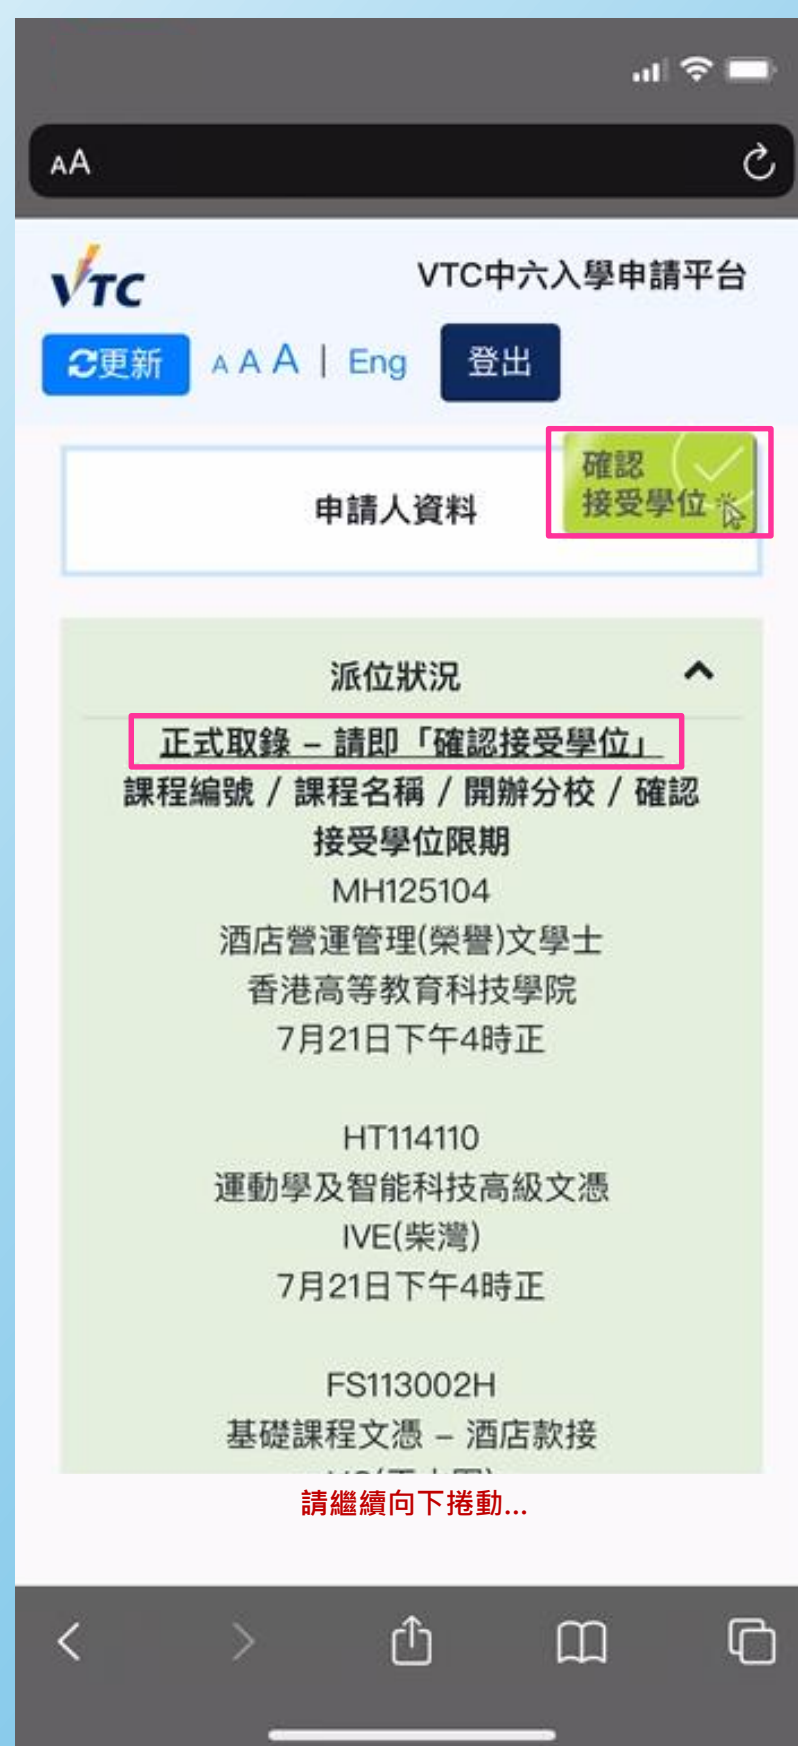 AA
VTC
VTC中六入學申請平台
更新 A A A | Eng 登出
確認
接受學位
申請人資料
派位狀況
正式取錄 – 請即「確認接受學位」
課程編號 / 課程名稱 / 開辦分校 / 確認
接受學位限期
MH125104
酒店營運管理(榮譽)文學士
香港高等教育科技學院
7月21日下午4時正
HT114110
運動學及智能科技高級文憑
IVE(柴灣)
7月21日下午4時正
FS113002H
基礎課程文憑 – 酒店款接
請繼續向下捲動...